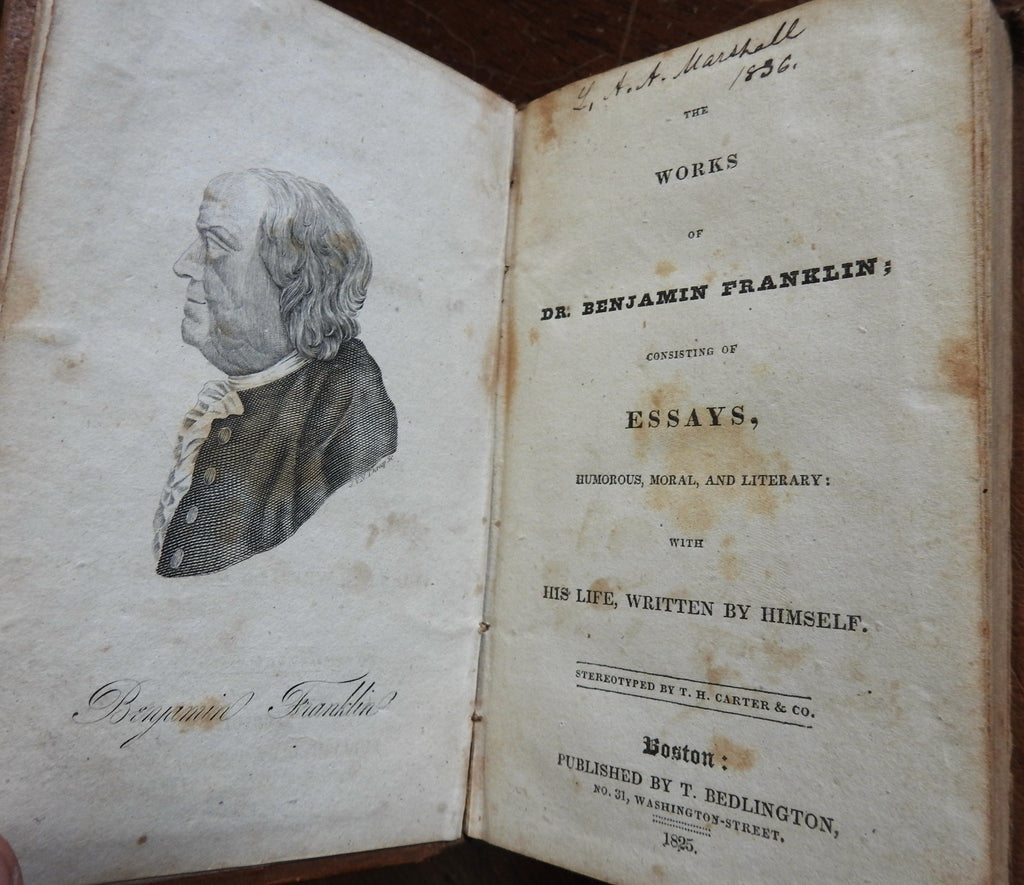 Benjamin Franklin
L. A. A. Marshall
1836.
THE
WORKS
OF
DR. BENJAMIN FRANKLIN;
CONSISTING OF
ESSAYS,
HUMOROUS, MORAL, AND LITERARY:
WITH
HIS LIFE, WRITTEN BY HIMSELF.
STEREOTYPED BY T. H. CARTER & CO.
Boston:
PUBLISHED BY T. BEDLINGTON,
NO. 31, WASHINGTON-STREET.
1825.